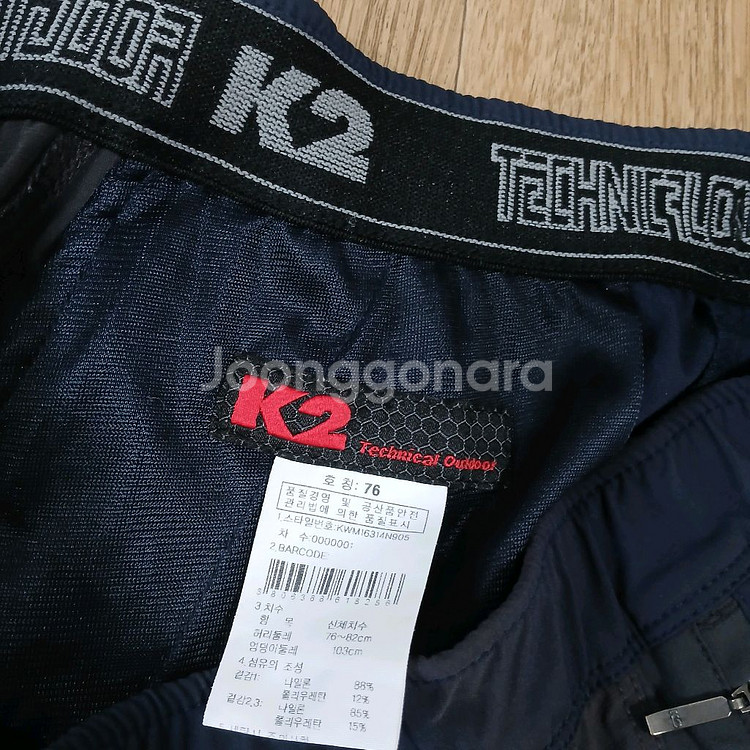 K2
TECHNICAL OU
Joonggonara
K2
Technical Outdoor
호 칭: 76
품질경영 및 공산품안전
관리법에 의한 품질표시
1.스타일번호:KWM16314N905
차 수:0000001
2.BARCODE
3.치수
항 목 신체치수
허리둘레 76~82cm
엉덩이둘레 103cm
4.섬유의 조성
겉감1: 나일론 88%
폴리우레탄 12%
겉감2,3: 나일론 85%
폴리우레탄 15%